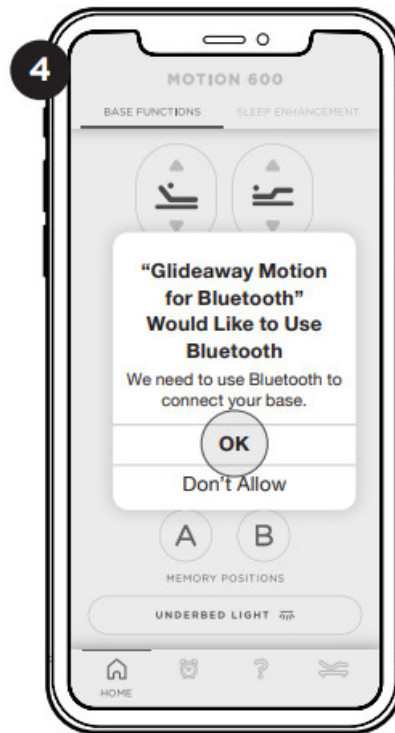 4
MOTION 600
BASE FUNCTIONS SLEEP ENHANCEMENT
“Glideaway Motion
for Bluetooth”
Would Like to Use
Bluetooth
We need to use Bluetooth to
connect your base.
OK
Don't Allow
A B
MEMORY POSITIONS
UNDERBED LIGHT
?
HOME